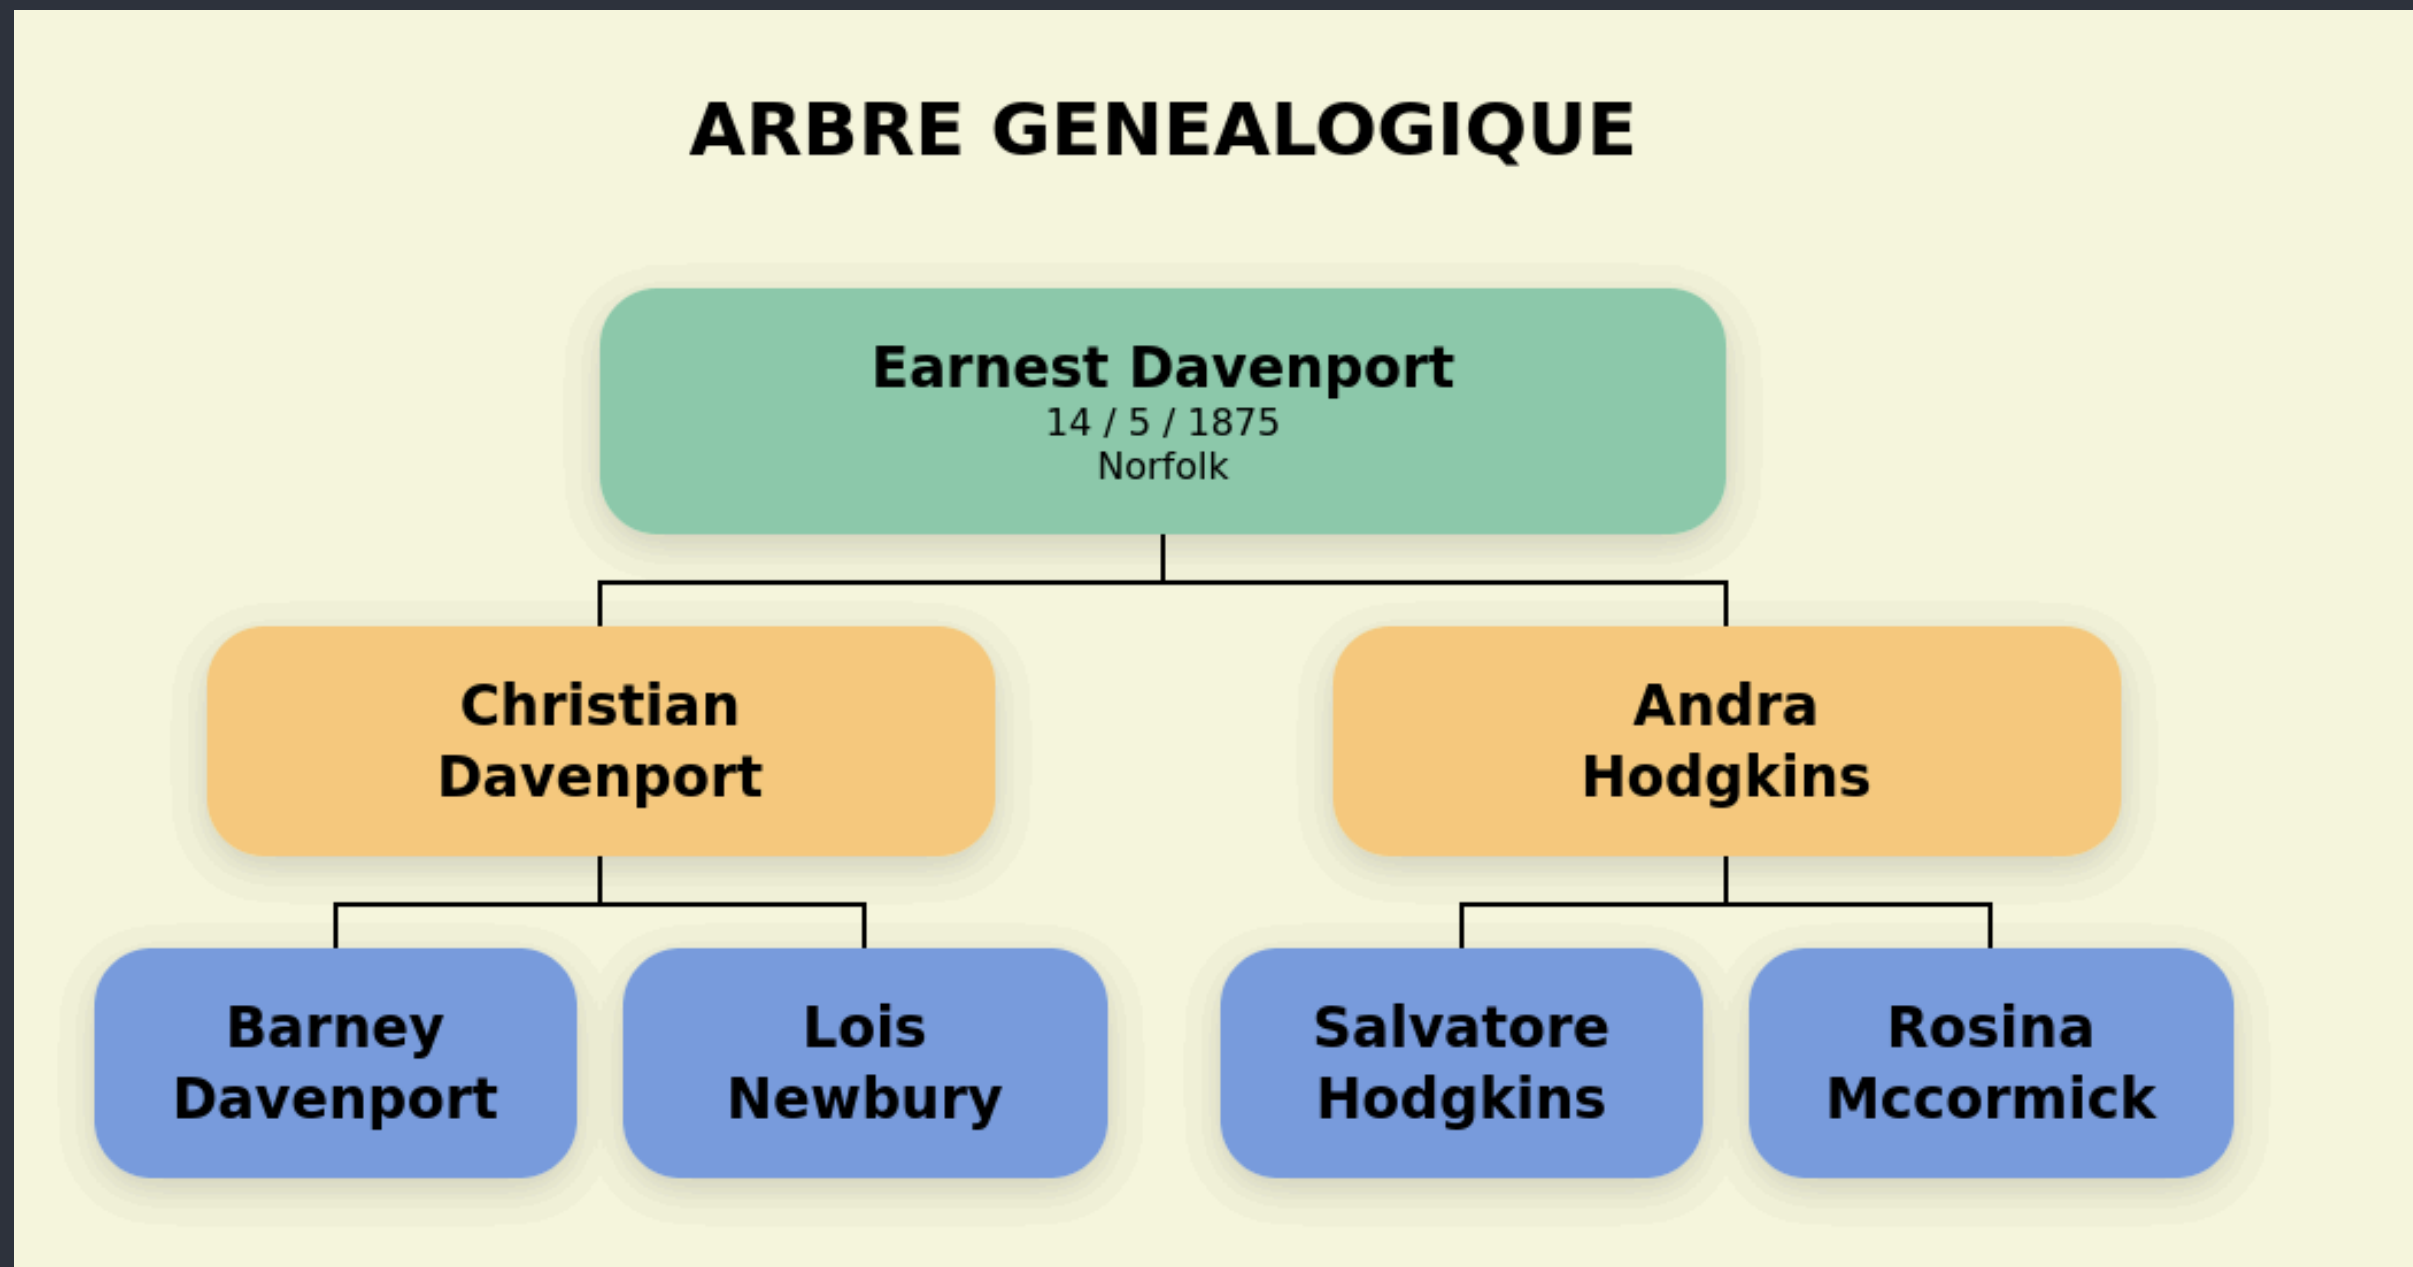 ARBRE GENEALOGIQUE
Earnest Davenport
14 / 5 / 1875
Norfolk
Christian
Davenport
Andra
Hodgkins
Barney
Davenport
Lois
Newbury
Salvatore
Hodgkins
Rosina
Mccormick